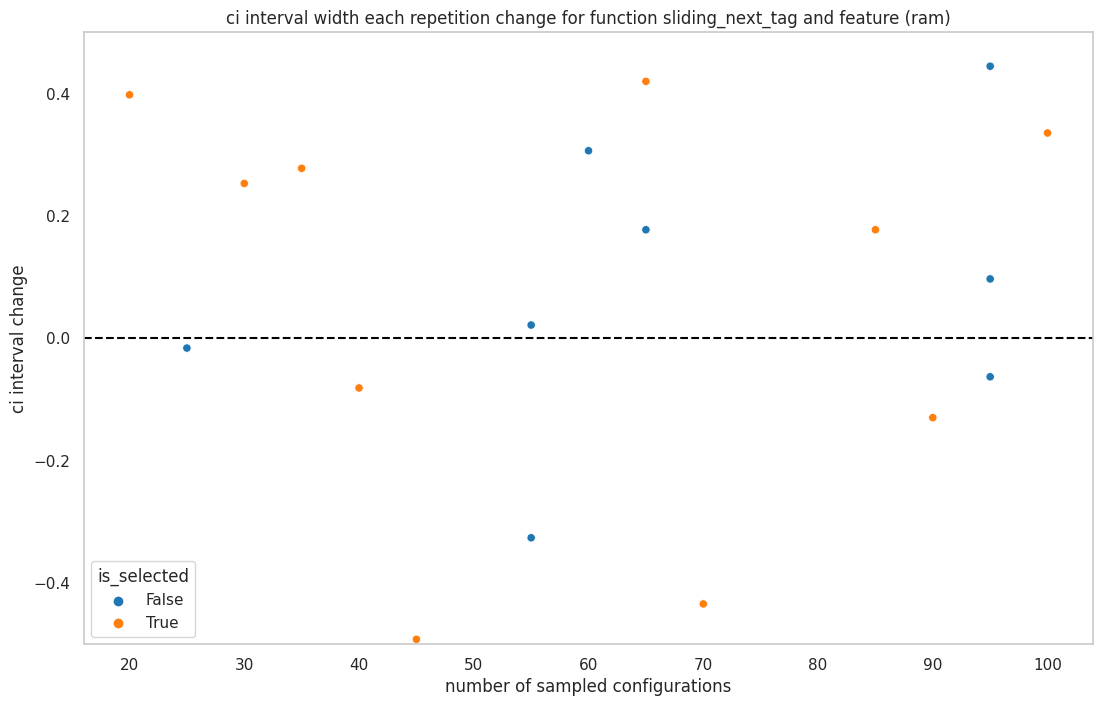 ci interval width each repetition change for function sliding_next_tag and feature (ram)
ci interval change
0.4
0.2
0.0
−0.2
−0.4
is_selected
False
True
20 30 40 50 60 70 80 90 100
number of sampled configurations